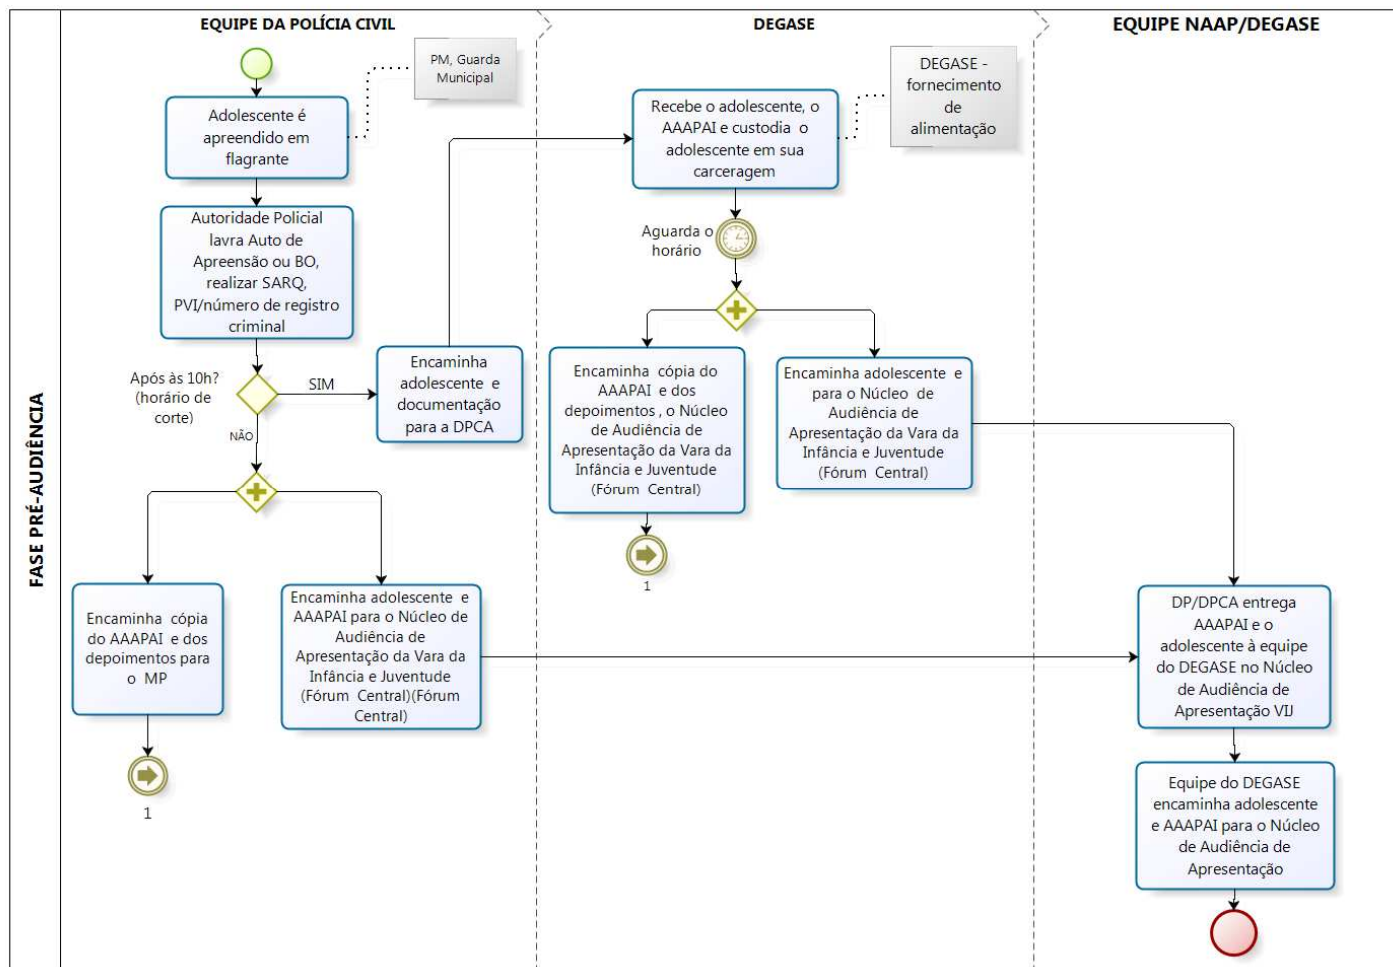 FASE PRÉ-AUDIÊNCIA
EQUIPE DA POLÍCIA CIVIL
DEGASE
EQUIPE NAAP/DEGASE
PM, Guarda
Municipal
Adolescente é
apreendido em
flagrante
Autoridade Policial
lavra Auto de
Apreensão ou BO,
realizar SARQ,
PVI/número de registro
criminal
Após às 10h?
(horário de
corte)
SIM
NÃO
Encaminha
adolescente e
documentação
para a DPCA
Encaminha cópia
do AAAPAI e dos
depoimentos para
o MP
1
Encaminha adolescente e
AAAPAI para o Núcleo de
Audiência de
Apresentação da Vara da
Infância e Juventude
(Fórum Central)(Fórum
Central)
Recebe o adolescente, o
AAAPAI e custodia o
adolescente em sua
carceragem
DEGASE -
fornecimento
de
alimentação
Aguarda o
horário
Encaminha cópia do
AAAPAI e dos
depoimentos , o Núcleo
de Audiência de
Apresentação da Vara da
Infância e Juventude
(Fórum Central)
1
Encaminha adolescente e
para o Núcleo de
Audiência de
Apresentação da Vara da
Infância e Juventude
(Fórum Central)
DP/DPCA entrega
AAAPAI e o
adolescente à equipe
do DEGASE no Núcleo
de Audiência de
Apresentação VIJ
Equipe do DEGASE
encaminha adolescente
e AAAPAI para o Núcleo
de Audiência de
Apresentação